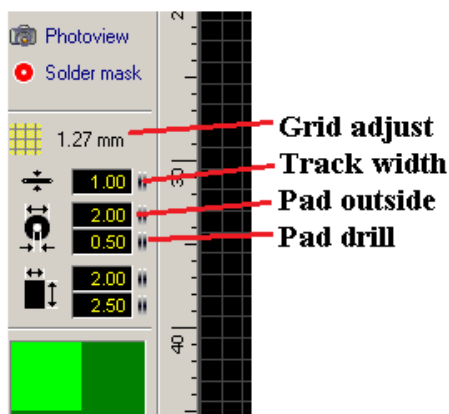 Photoview
Solder mask
1.27 mm Grid adjust
1.00 Track width
2.00 Pad outside
0.50 Pad drill
2.00
2.50
30
40